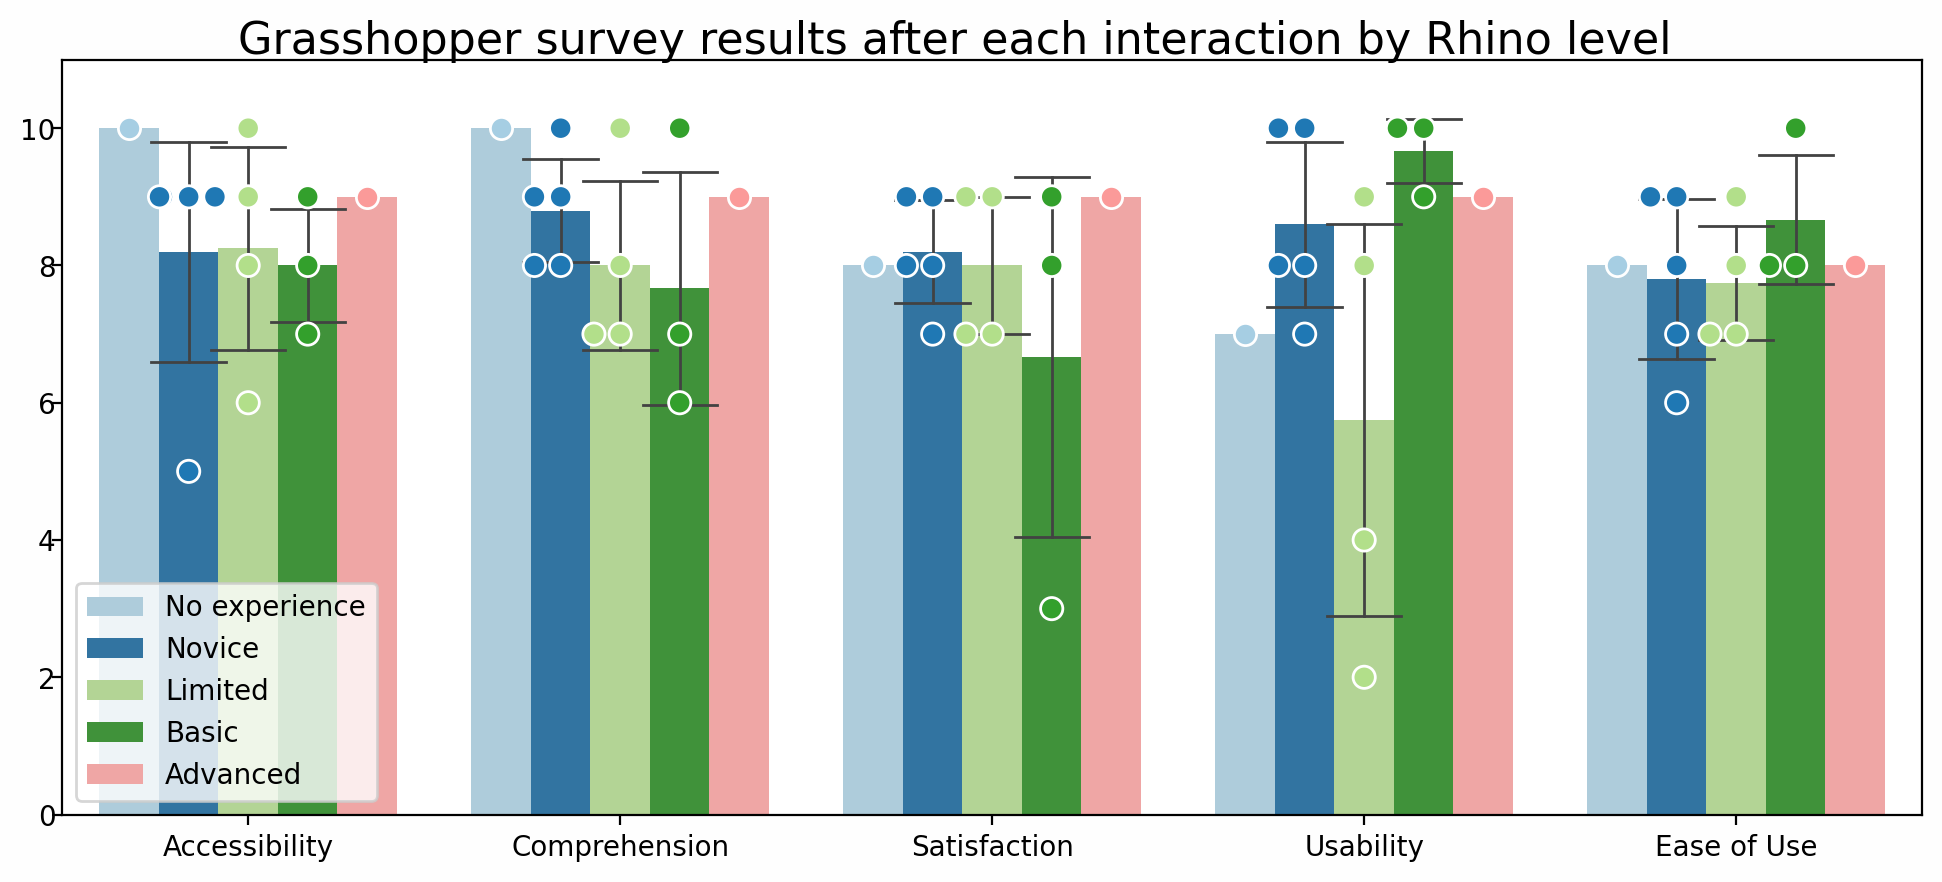 Grasshopper survey results after each interaction by Rhino level
10
8
6
4
2
0
No experience
Novice
Limited
Basic
Advanced
Accessibility
Comprehension
Satisfaction
Usability
Ease of Use